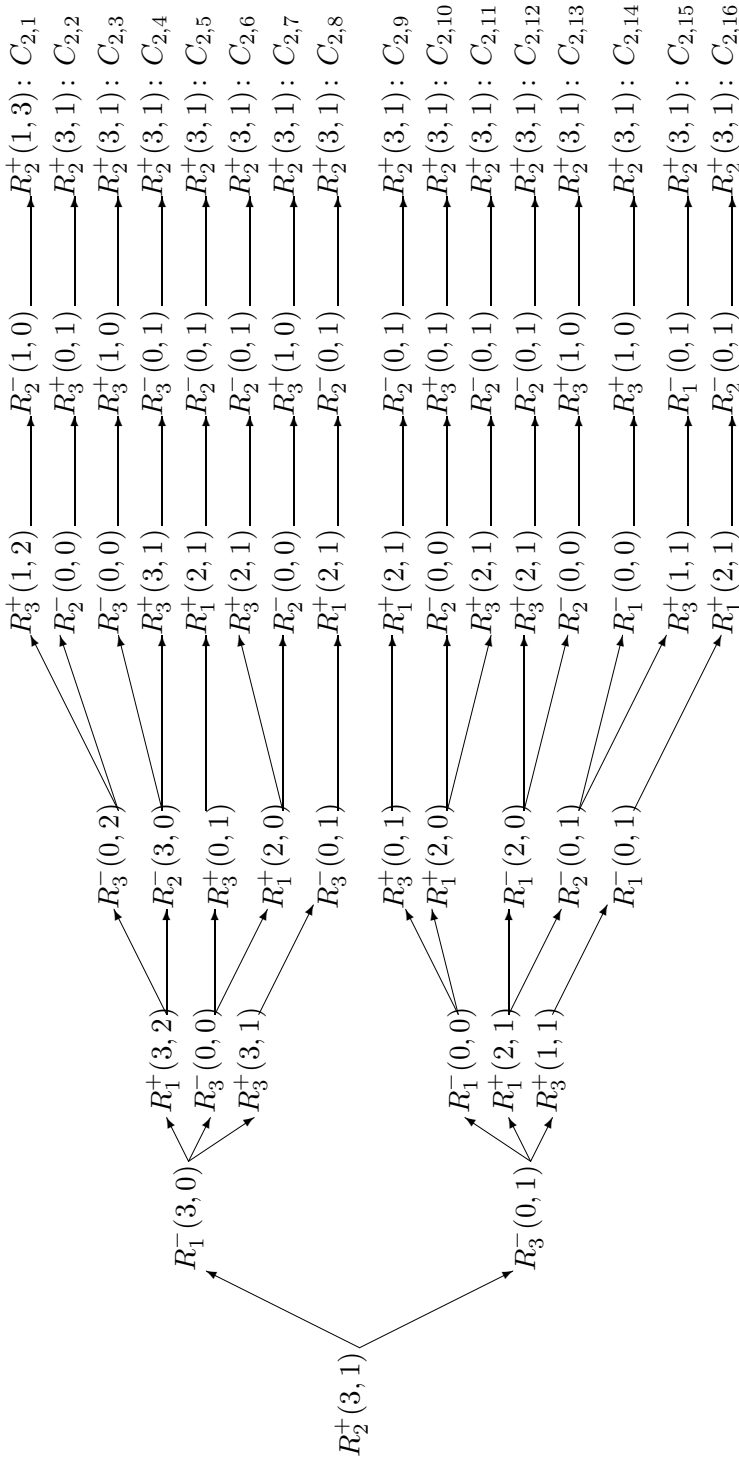 $R_2^+(3,1)$
$R_1^-(3,0)$
$R_3^-(0,1)$
$R_1^+(3,2)$
$R_3^-(0,0)$
$R_3^+(3,1)$
$R_1^-(0,0)$
$R_1^+(2,1)$
$R_3^+(1,1)$
$R_3^-(0,2)$
$R_2^-(3,0)$
$R_3^+(0,1)$
$R_1^+(2,0)$
$R_3^-(0,1)$
$R_3^+(0,1)$
$R_1^+(2,0)$
$R_1^-(2,0)$
$R_2^-(0,1)$
$R_1^-(0,1)$
$R_3^+(1,2)$ $R_2^-(1,0)$ $R_2^+(1,3)$ : $C_{2,1}$
$R_2^-(0,0)$ $R_3^+(0,1)$ $R_2^+(3,1)$ : $C_{2,2}$
$R_3^-(0,0)$ $R_3^+(1,0)$ $R_2^+(3,1)$ : $C_{2,3}$
$R_3^+(3,1)$ $R_3^-(0,1)$ $R_2^+(3,1)$ : $C_{2,4}$
$R_1^+(2,1)$ $R_2^-(0,1)$ $R_2^+(3,1)$ : $C_{2,5}$
$R_3^+(2,1)$ $R_2^-(0,1)$ $R_2^+(3,1)$ : $C_{2,6}$
$R_2^-(0,0)$ $R_3^+(1,0)$ $R_2^+(3,1)$ : $C_{2,7}$
$R_1^+(2,1)$ $R_2^-(0,1)$ $R_2^+(3,1)$ : $C_{2,8}$
$R_1^+(2,1)$ $R_2^-(0,1)$ $R_2^+(3,1)$ : $C_{2,9}$
$R_2^-(0,0)$ $R_3^+(0,1)$ $R_2^+(3,1)$ : $C_{2,10}$
$R_3^+(2,1)$ $R_2^-(0,1)$ $R_2^+(3,1)$ : $C_{2,11}$
$R_3^+(2,1)$ $R_2^-(0,1)$ $R_2^+(3,1)$ : $C_{2,12}$
$R_2^-(0,0)$ $R_3^+(1,0)$ $R_2^+(3,1)$ : $C_{2,13}$
$R_1^-(0,0)$ $R_3^+(1,0)$ $R_2^+(3,1)$ : $C_{2,14}$
$R_3^+(1,1)$ $R_1^-(0,1)$ $R_2^+(3,1)$ : $C_{2,15}$
$R_1^+(2,1)$ $R_2^-(0,1)$ $R_2^+(3,1)$ : $C_{2,16}$